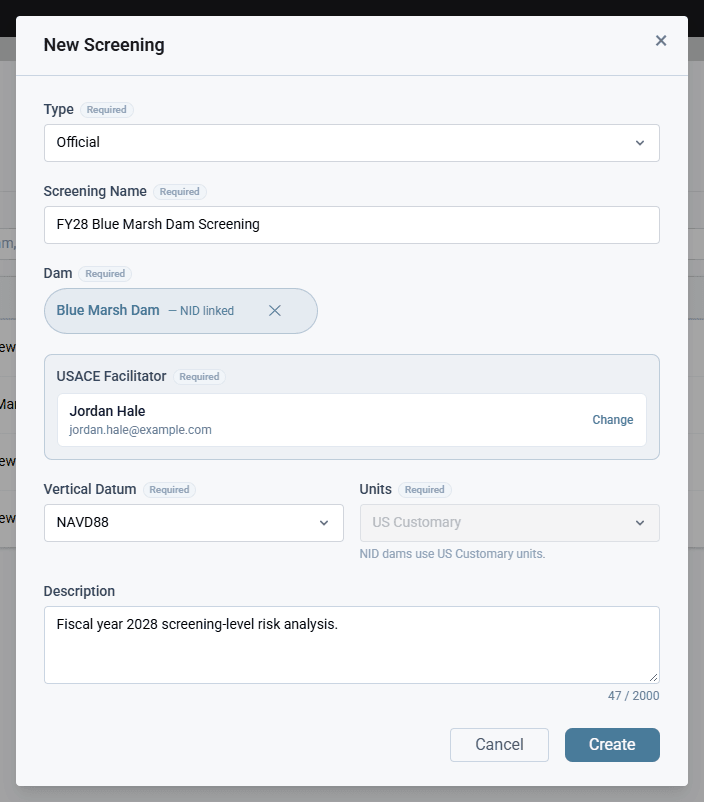 New Screening
Type Required
Official
Screening Name Required
FY28 Blue Marsh Dam Screening
Dam Required
Blue Marsh Dam — NID linked
USACE Facilitator Required
Jordan Hale
jordan.hale@example.com
Change
Vertical Datum Required
NAVD88
Units Required
US Customary
NID dams use US Customary units.
Description
Fiscal year 2028 screening-level risk analysis.
47 / 2000
Cancel
Create